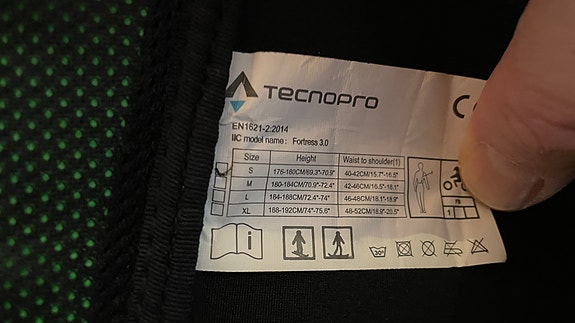 TECNOPRO
EN1621-2:2014
IIC model name: Fortress 3.0
Size Height Waist to shoulder(1)
S 176-180CM/69.3"-70.9" 40-42CM/15.7"-16.5"
M 180-184CM/70.9"-72.4" 42-46CM/16.5"-18.1"
L 184-188CM/72.4"-74" 46-48CM/18.1"-18.9"
XL 188-192CM/74"-75.6" 48-52CM/18.9"-20.5"
30°